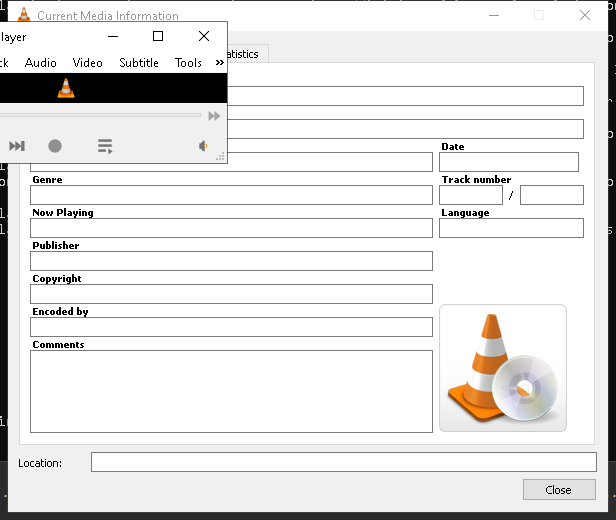 Current Media Information
layer
ck Audio Video Subtitle Tools »
atistics
Date
Genre
Track number
/
Now Playing
Language
Publisher
Copyright
Encoded by
Comments
Location:
Close